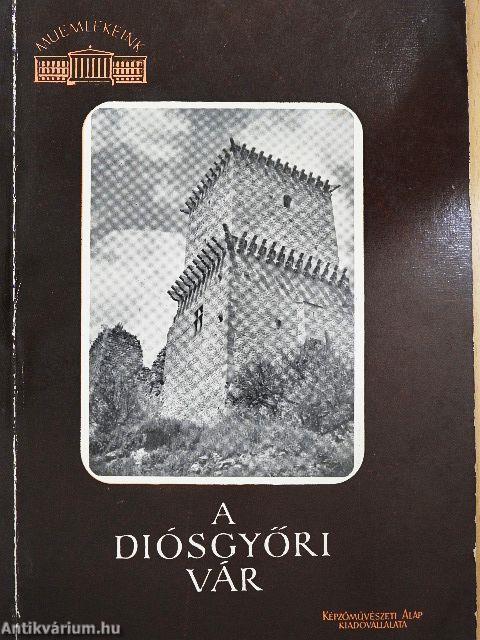 MŰEMLÉKEINK
A
DIÓSGYŐRI
VÁR
KÉPZŐMŰVÉSZETI ALAP
KIADÓVÁLLALATA
Antikvárium.hu